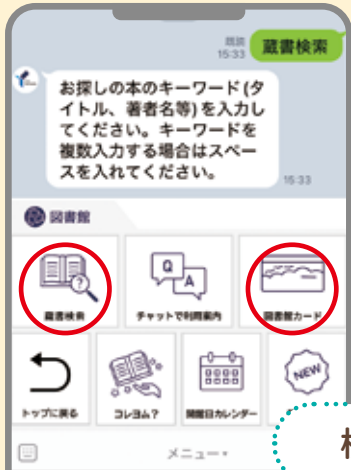 既読
15:33
蔵書検索
お探しの本のキーワード(タ
イトル、著者名等)を入力し
てください。キーワードを
複数入力する場合はスペー
スを入れてください。
15:33
図書館
Q
A
?
蔵書検索
チャットで利用案内
図書館カード
NEW
トップに戻る
コレヨム?
開館日カレンダー
メニュー▾